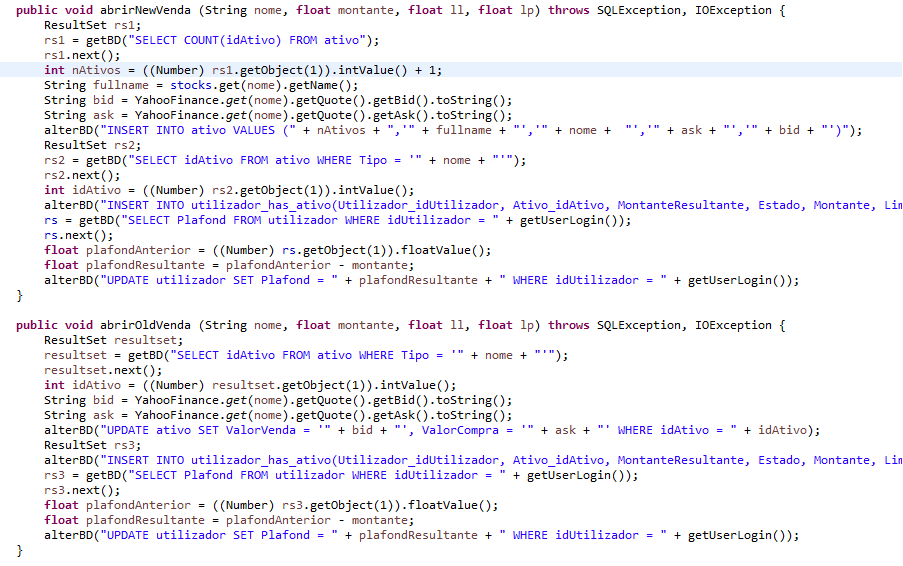 public void abrirNewVenda (String nome, float montante, float ll, float lp) throws SQLException, IOException {
ResultSet rs1;
rs1 = getBD("SELECT COUNT(idAtivo) FROM ativo");
rs1.next();
int nAtivos = ((Number) rs1.getObject(1)).intValue() + 1;
String fullname = stocks.get(nome).getName();
String bid = YahooFinance.get(nome).getQuote().getBid().toString();
String ask = YahooFinance.get(nome).getQuote().getAsk().toString();
alterBD("INSERT INTO ativo VALUES (" + nAtivos + ",'" + fullname + "','" + nome +  "','" + ask + "','" + bid + "')");
ResultSet rs2;
rs2 = getBD("SELECT idAtivo FROM ativo WHERE Tipo = '" + nome + "'");
rs2.next();
int idAtivo = ((Number) rs2.getObject(1)).intValue();
alterBD("INSERT INTO utilizador_has_ativo(Utilizador_idUtilizador, Ativo_idAtivo, MontanteResultante, Estado, Montante, Lim
rs = getBD("SELECT Plafond FROM utilizador WHERE idUtilizador = " + getUserLogin());
rs.next();
float plafondAnterior = ((Number) rs.getObject(1)).floatValue();
float plafondResultante = plafondAnterior - montante;
alterBD("UPDATE utilizador SET Plafond = " + plafondResultante + " WHERE idUtilizador = " + getUserLogin());
}
public void abrirOldVenda (String nome, float montante, float ll, float lp) throws SQLException, IOException {
ResultSet resultset;
resultset = getBD("SELECT idAtivo FROM ativo WHERE Tipo = '" + nome + "'");
resultset.next();
int idAtivo = ((Number) resultset.getObject(1)).intValue();
String bid = YahooFinance.get(nome).getQuote().getBid().toString();
String ask = YahooFinance.get(nome).getQuote().getAsk().toString();
alterBD("UPDATE ativo SET ValorVenda = '" + bid + "', ValorCompra = '" + ask + "' WHERE idAtivo = " + idAtivo);
ResultSet rs3;
alterBD("INSERT INTO utilizador_has_ativo(Utilizador_idUtilizador, Ativo_idAtivo, MontanteResultante, Estado, Montante, Lim
rs3 = getBD("SELECT Plafond FROM utilizador WHERE idUtilizador = " + getUserLogin());
rs3.next();
float plafondAnterior = ((Number) rs3.getObject(1)).floatValue();
float plafondResultante = plafondAnterior - montante;
alterBD("UPDATE utilizador SET Plafond = " + plafondResultante + " WHERE idUtilizador = " + getUserLogin());
}